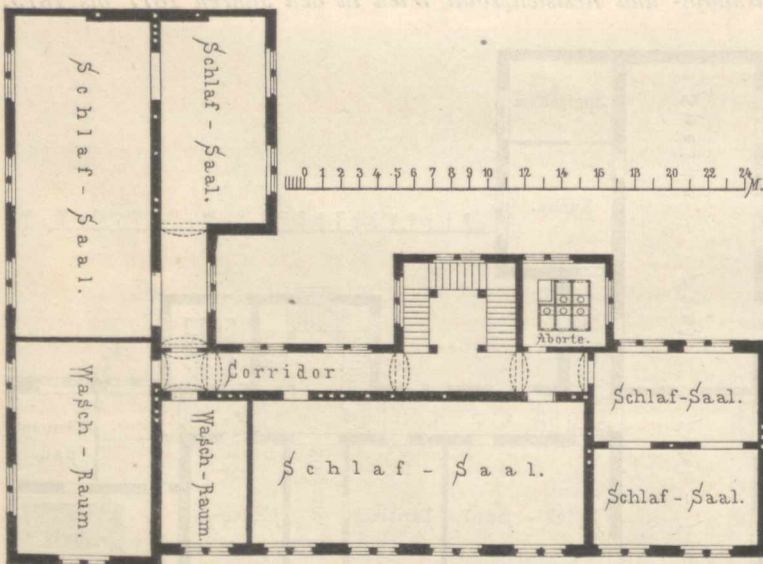 Schlaf-Saal.
Schlaf-Saal.
0 1 2 3 4 5 6 7 8 9 10 12 14 16 18 20 22 24 M.
Aborte.
Corridor
Schlaf-Saal.
Wasch-Raum.
Wasch-Raum.
Schlaf-Saal.
Schlaf-Saal.